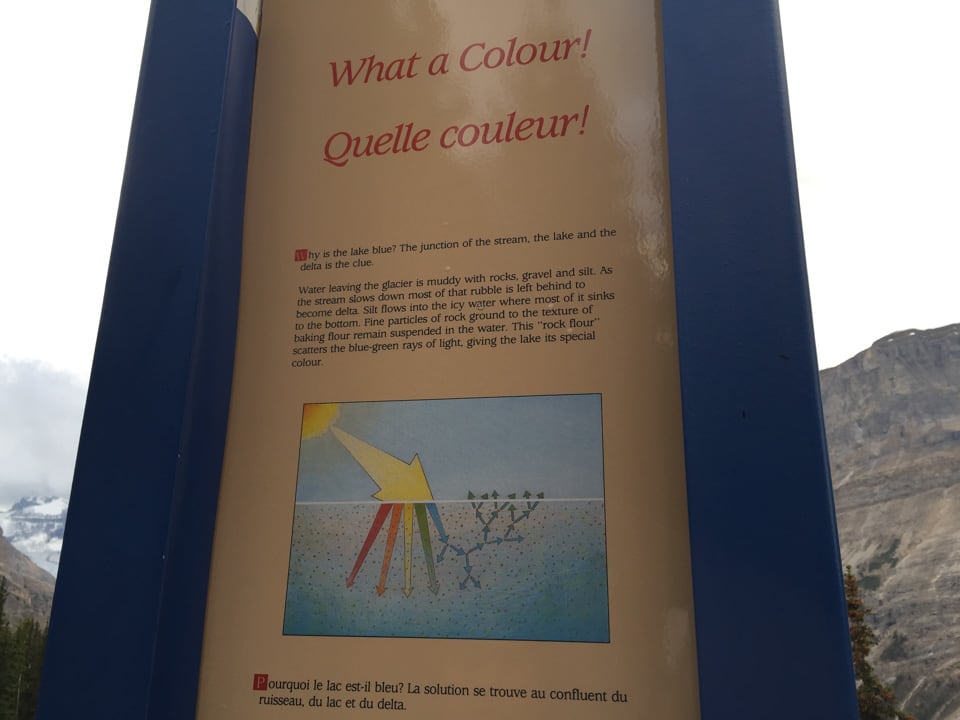 What a Colour!
Quelle couleur!
Why is the lake blue? The junction of the stream, the lake and the
delta is the clue.
Water leaving the glacier is muddy with rocks, gravel and silt. As
the stream slows down most of that rubble is left behind to
become delta. Silt flows into the icy water where most of it sinks
to the bottom. Fine particles of rock ground to the texture of
baking flour remain suspended in the water. This "rock flour"
scatters the blue-green rays of light, giving the lake its special
colour.
Pourquoi le lac est-il bleu? La solution se trouve au confluent du
ruisseau, du lac et du delta.